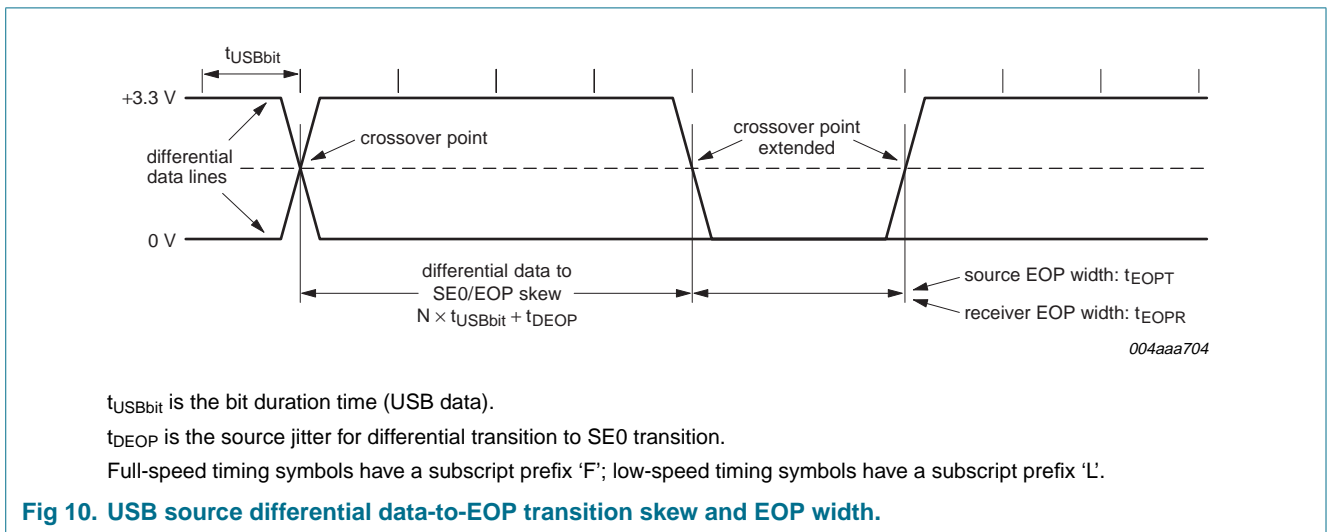 tUSBbit
+3.3 V
crossover point
crossover point
extended
differential
data lines
0 V
differential data to
SE0/EOP skew
N × tUSBbit + tDEOP
source EOP width: tEOPT
receiver EOP width: tEOPR
004aaa704
tUSBbit is the bit duration time (USB data).
tDEOP is the source jitter for differential transition to SE0 transition.
Full-speed timing symbols have a subscript prefix ‘F’; low-speed timing symbols have a subscript prefix ‘L’.
Fig 10. USB source differential data-to-EOP transition skew and EOP width.